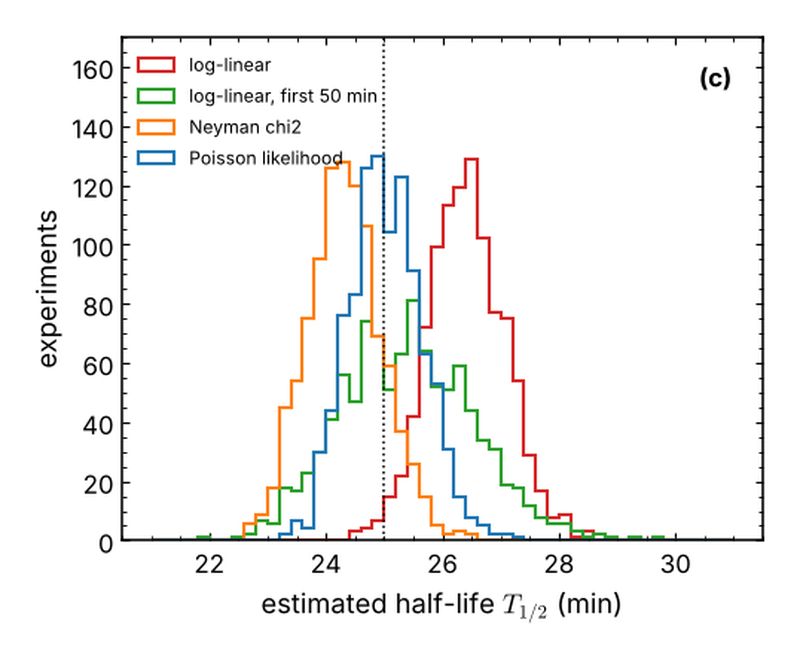 log-linear
log-linear, first 50 min
Neyman chi2
Poisson likelihood
(c)
160
140
120
100
80
60
40
20
0
experiments
22 24 26 28 30
estimated half-life T1/2 (min)